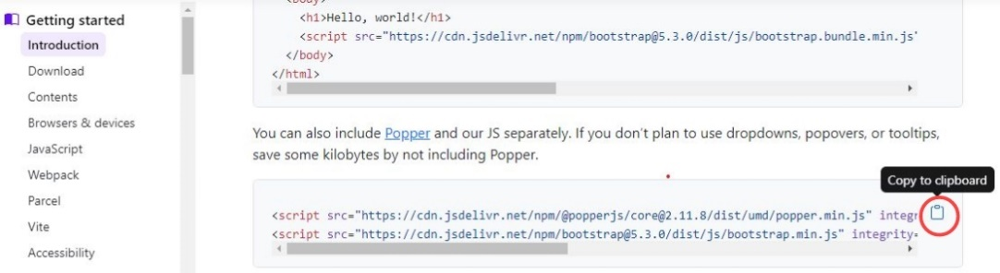 Getting started
Introduction
Download
Contents
Browsers & devices
JavaScript
Webpack
Parcel
Vite
Accessibility
<body>
<h1>Hello, world!</h1>
<script src="https://cdn.jsdelivr.net/npm/bootstrap@5.3.0/dist/js/bootstrap.bundle.min.js"
</body>
</html>
You can also include Popper and our JS separately. If you don't plan to use dropdowns, popovers, or tooltips,
save some kilobytes by not including Popper.
Copy to clipboard
<script src="https://cdn.jsdelivr.net/npm/@popperjs/core@2.11.8/dist/umd/popper.min.js" integr
<script src="https://cdn.jsdelivr.net/npm/bootstrap@5.3.0/dist/js/bootstrap.min.js" integrity=